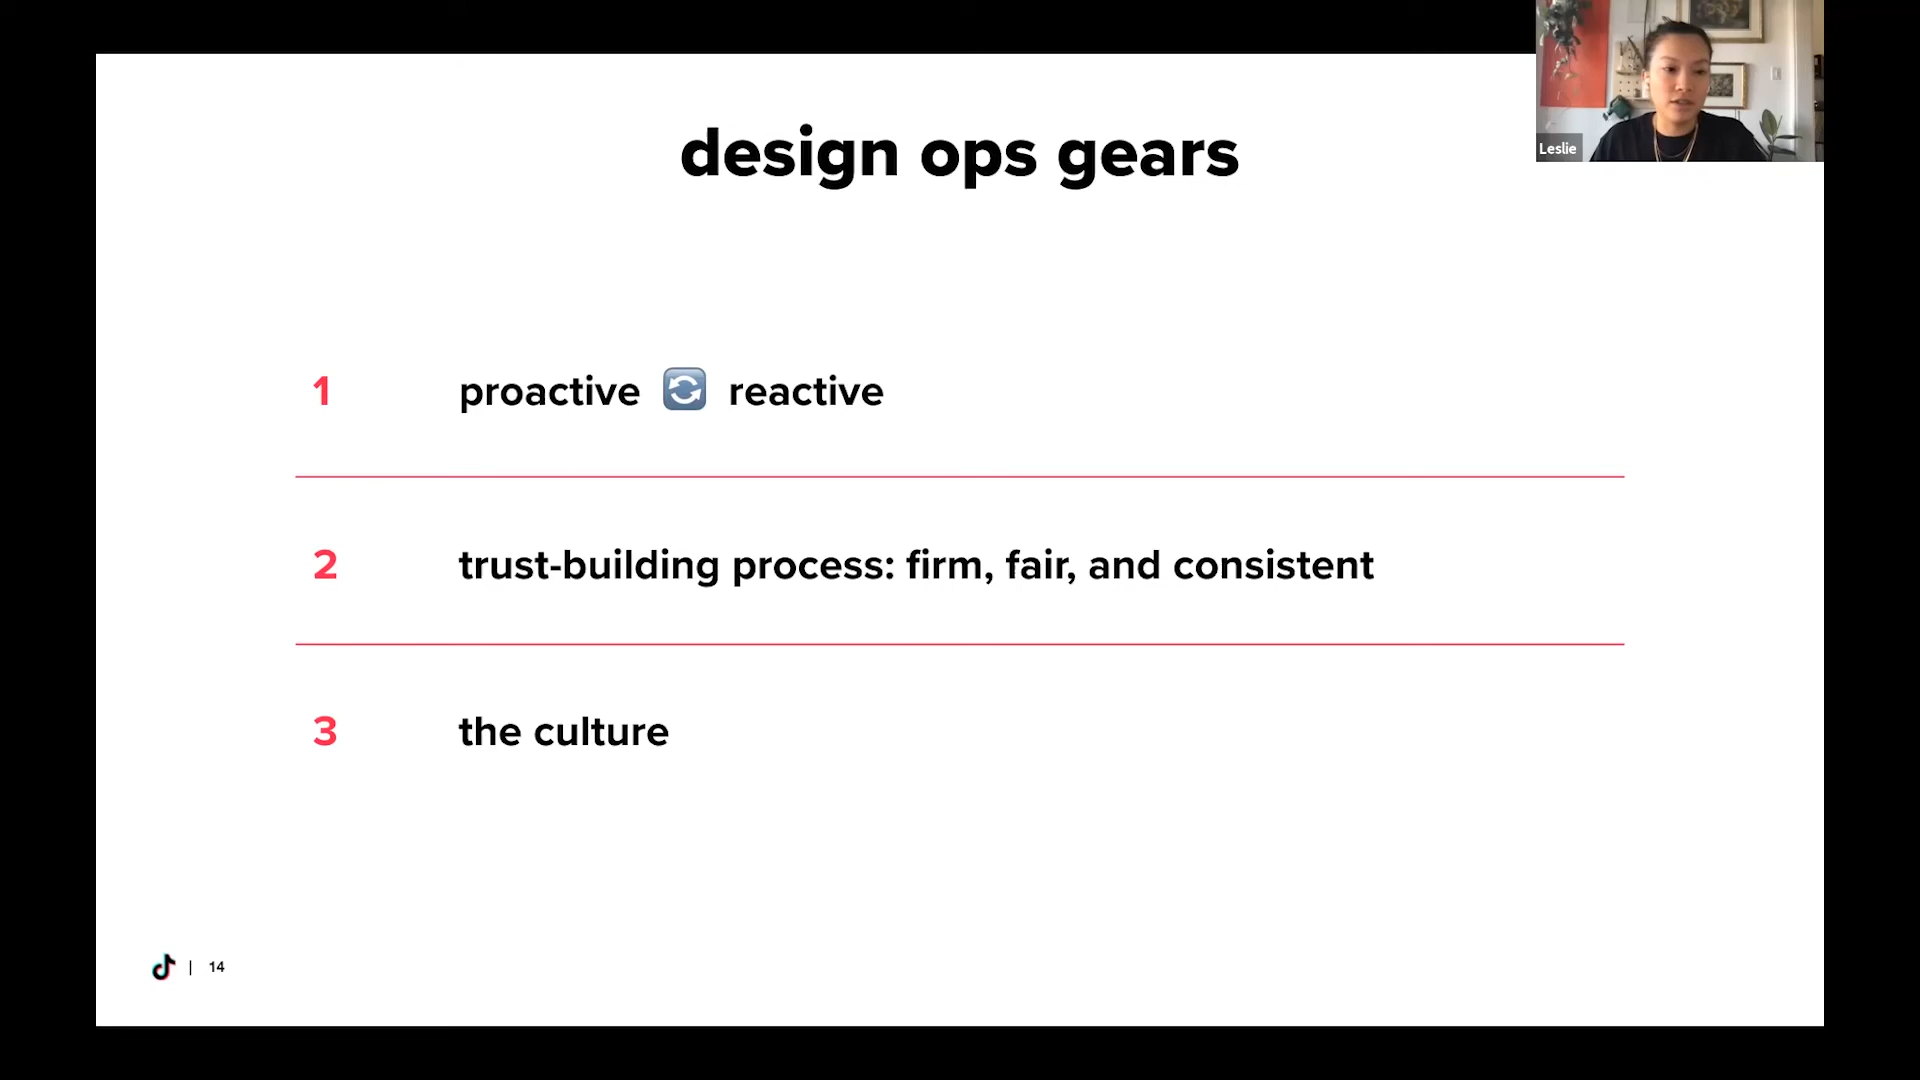 Leslie
design ops gears
1 proactive 🔄 reactive
2 trust-building process: firm, fair, and consistent
3 the culture
| 14